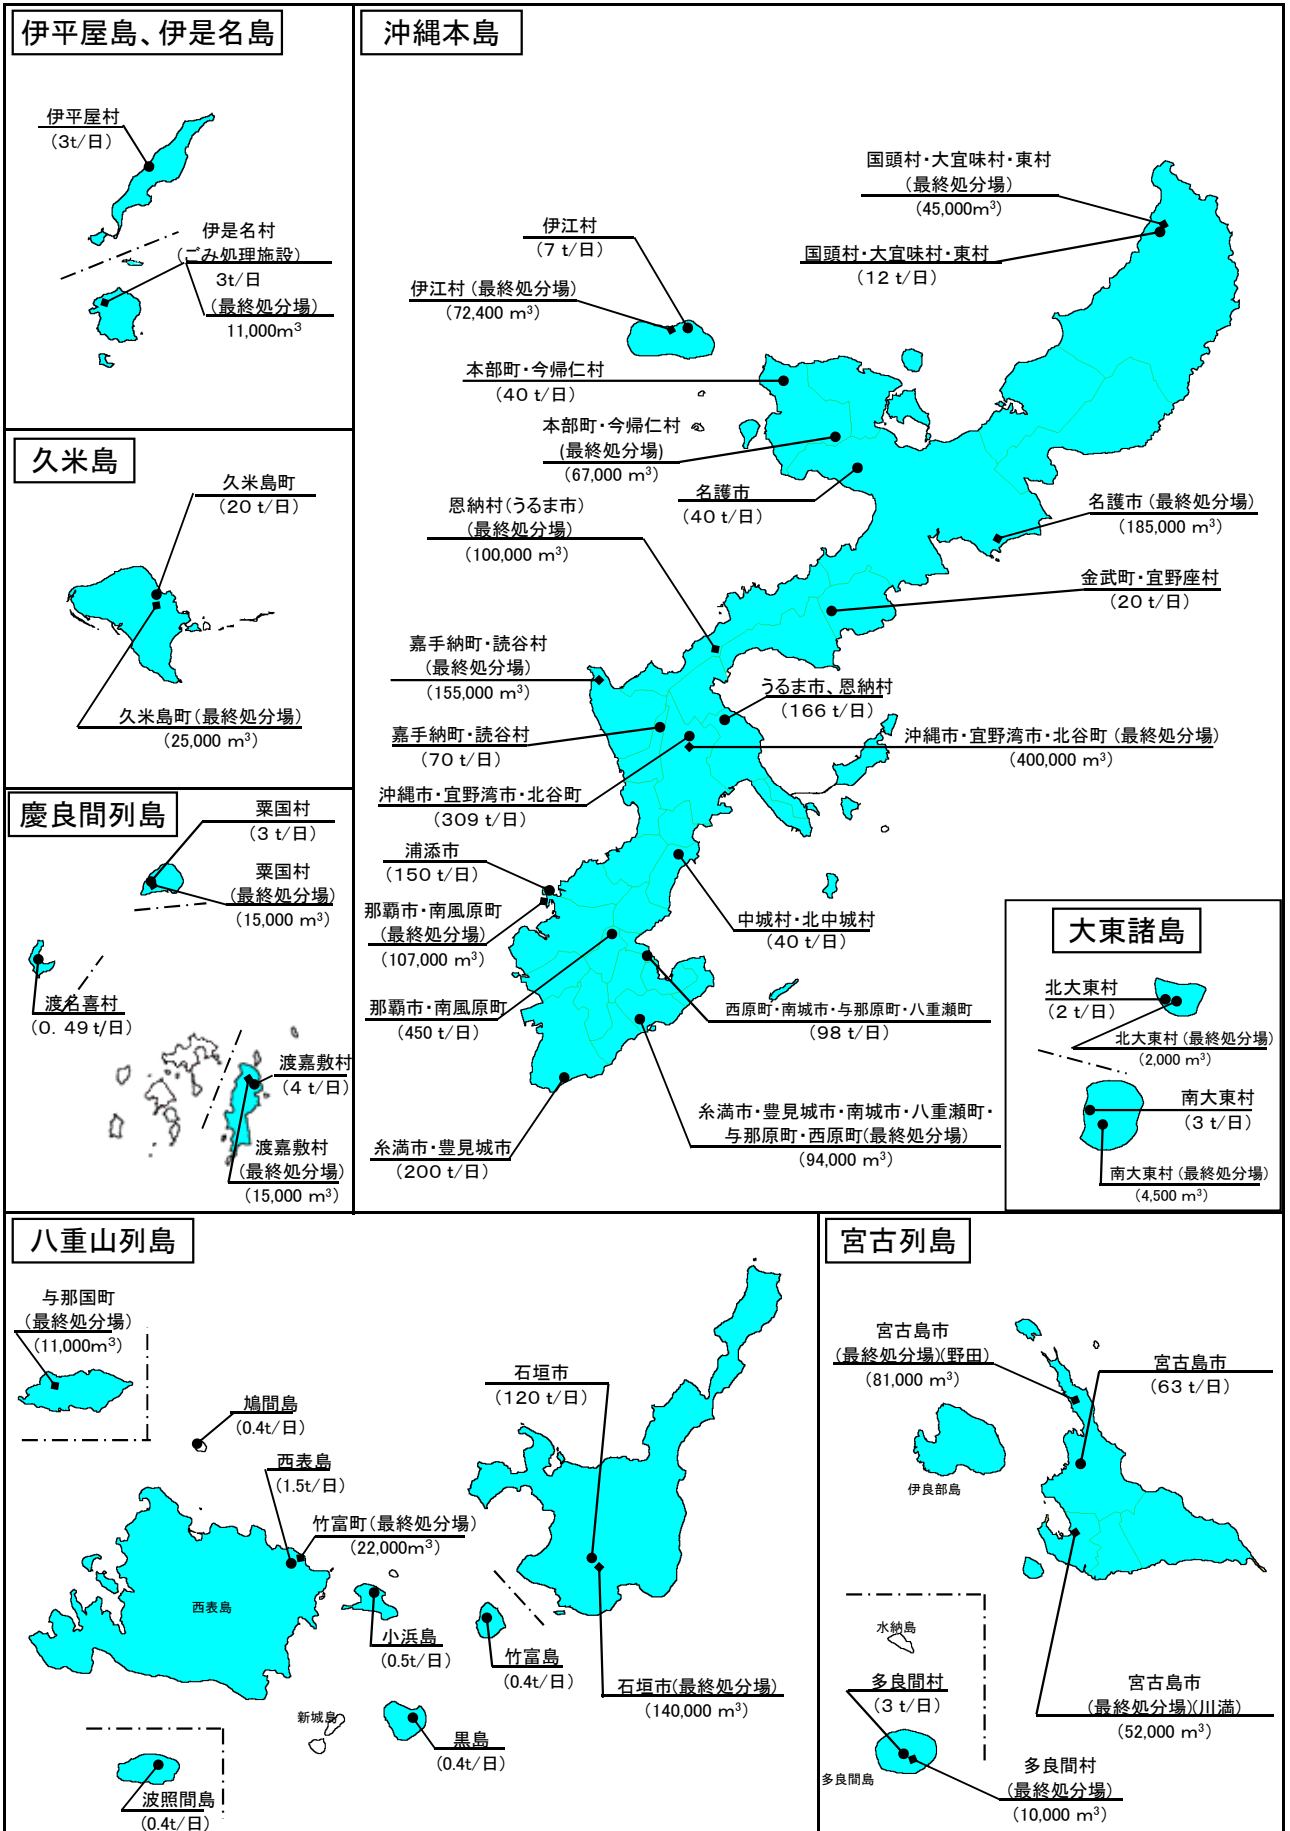 伊平屋島、伊是名島
伊平屋村
(3t/日)
伊是名村
(ごみ処理施設)
3t/日
(最終処分場)
11,000m³
久米島
久米島町
(20 t/日)
久米島町(最終処分場)
(25,000 m³)
慶良間列島
粟国村
(3 t/日)
粟国村
(最終処分場)
(15,000 m³)
渡名喜村
(0. 49 t/日)
渡嘉敷村
(4 t/日)
渡嘉敷村
(最終処分場)
(15,000 m³)
沖縄本島
国頭村・大宜味村・東村
(最終処分場)
(45,000m³)
国頭村・大宜味村・東村
(12 t/日)
伊江村
(7 t/日)
伊江村 (最終処分場)
(72,400 m³)
本部町・今帰仁村
(40 t/日)
本部町・今帰仁村
(最終処分場)
(67,000 m³)
名護市
(40 t/日)
恩納村(うるま市)
(最終処分場)
(100,000 m³)
名護市 (最終処分場)
(185,000 m³)
金武町・宜野座村
(20 t/日)
嘉手納町・読谷村
(最終処分場)
(155,000 m³)
うるま市、恩納村
(166 t/日)
嘉手納町・読谷村
(70 t/日)
沖縄市・宜野湾市・北谷町 (最終処分場)
(400,000 m³)
沖縄市・宜野湾市・北谷町
(309 t/日)
浦添市
(150 t/日)
那覇市・南風原町
(最終処分場)
(107,000 m³)
中城村・北中城村
(40 t/日)
那覇市・南風原町
(450 t/日)
西原町・南城市・与那原町・八重瀬町
(98 t/日)
糸満市・豊見城市・南城市・八重瀬町・
与那原町・西原町(最終処分場)
(94,000 m³)
糸満市・豊見城市
(200 t/日)
大東諸島
北大東村
(2 t/日)
北大東村 (最終処分場)
(2,000 m³)
南大東村
(3 t/日)
南大東村 (最終処分場)
(4,500 m³)
八重山列島
与那国町
(最終処分場)
(11,000m³)
鳩間島
(0.4t/日)
西表島
(1.5t/日)
竹富町(最終処分場)
(22,000m³)
石垣市
(120 t/日)
西表島
小浜島
(0.5t/日)
竹富島
(0.4t/日)
石垣市(最終処分場)
(140,000 m³)
新城島
黒島
(0.4t/日)
波照間島
(0.4t/日)
宮古列島
宮古島市
(最終処分場)(野田)
(81,000 m³)
宮古島市
(63 t/日)
伊良部島
水納島
多良間村
(3 t/日)
多良間島
宮古島市
(最終処分場)(川満)
(52,000 m³)
多良間村
(最終処分場)
(10,000 m³)